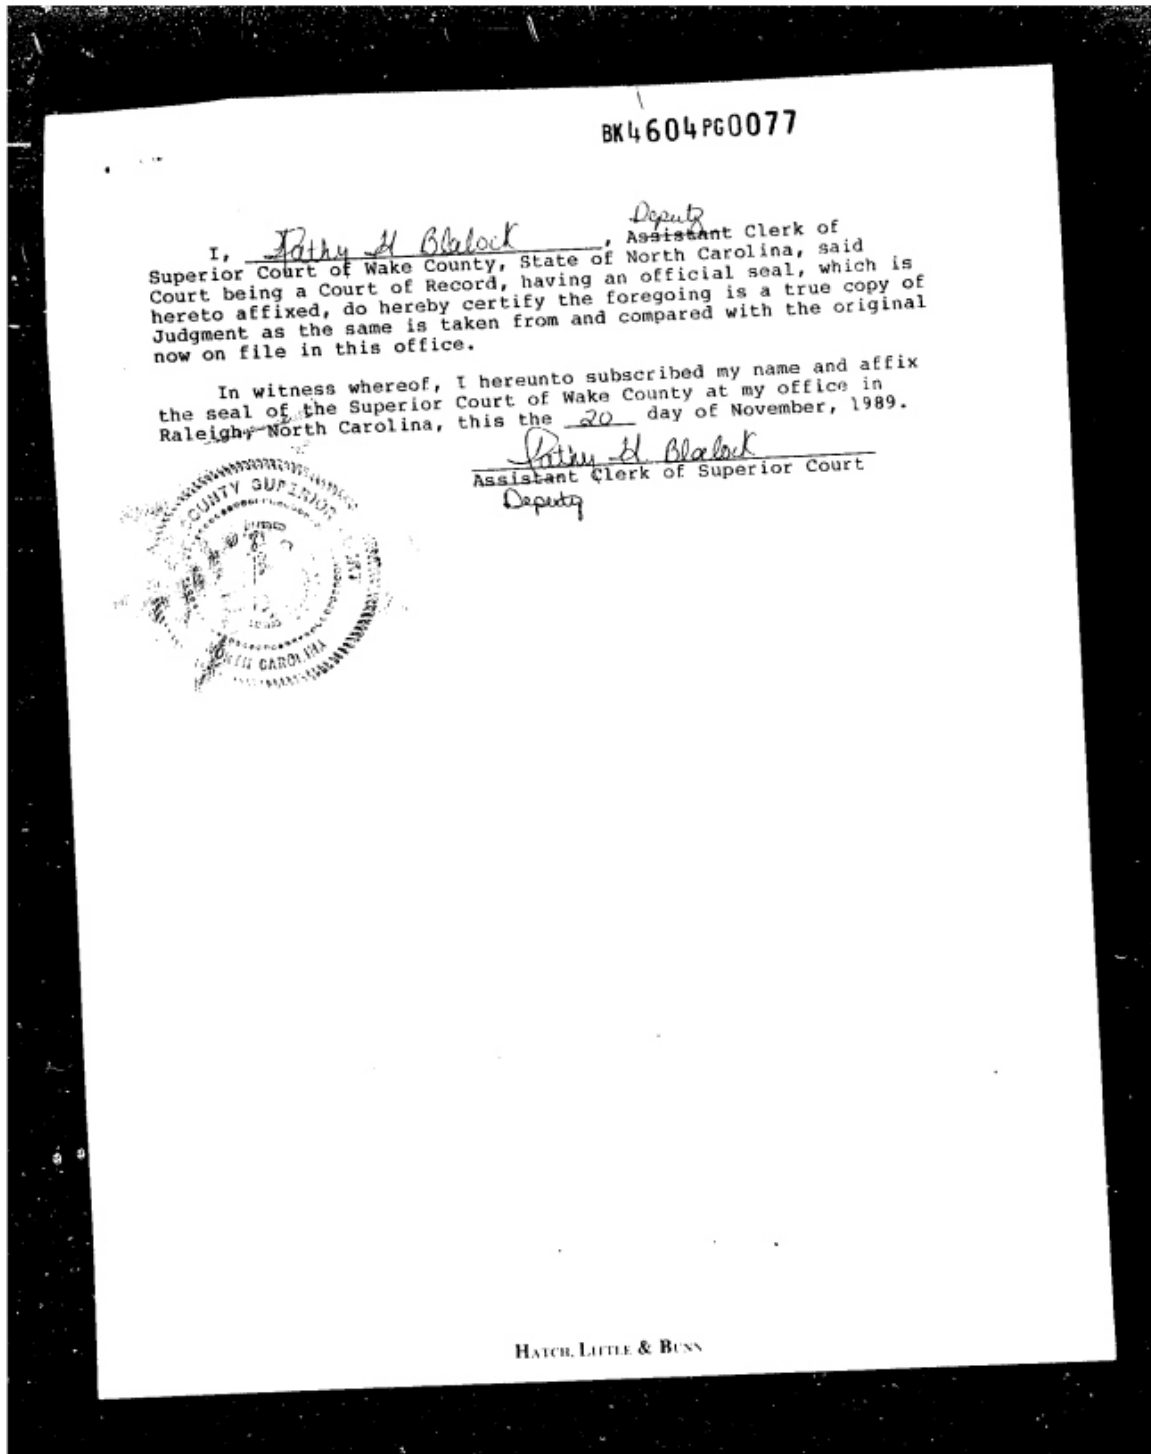 BK4604PG0077
Deputy
I, Kathy H Blalock, Assistant Clerk of
Superior Court of Wake County, State of North Carolina, said
Court being a Court of Record, having an official seal, which is
hereto affixed, do hereby certify the foregoing is a true copy of
Judgment as the same is taken from and compared with the original
now on file in this office.
In witness whereof, I hereunto subscribed my name and affix
the seal of the Superior Court of Wake County at my office in
Raleigh, North Carolina, this the 20 day of November, 1989.
Kathy H Blalock
Assistant Clerk of Superior Court
Deputy
COUNTY SUPERIOR
NORTH CAROLINA
HATCH, LITTLE & BUNN